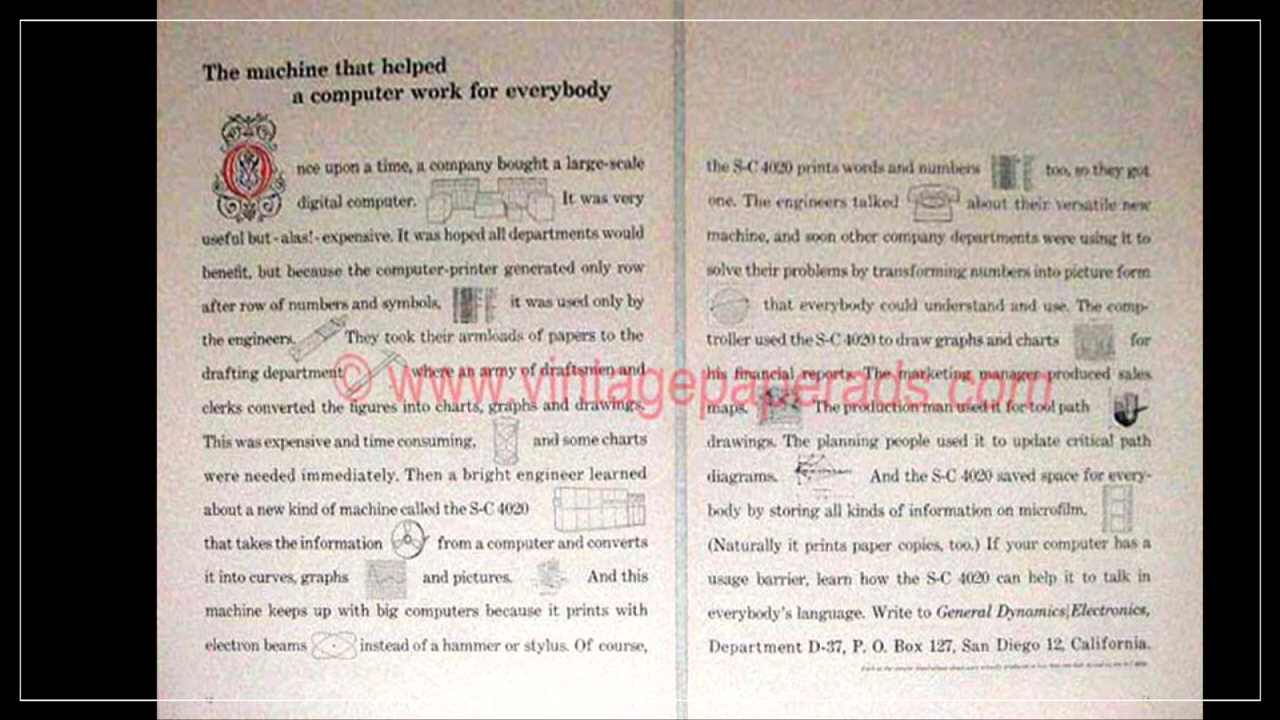 The machine that helped
a computer work for everybody
Once upon a time, a company bought a large-scale
digital computer. It was very
useful but - alas! - expensive. It was hoped all departments would
benefit, but because the computer-printer generated only row
after row of numbers and symbols, it was used only by
the engineers. They took their armloads of papers to the
drafting department where an army of draftsmen and
clerks converted the figures into charts, graphs and drawings.
This was expensive and time consuming, and some charts
were needed immediately. Then a bright engineer learned
about a new kind of machine called the S-C 4020
that takes the information from a computer and converts
it into curves, graphs and pictures. And this
machine keeps up with big computers because it prints with
electron beams instead of a hammer or stylus. Of course,
the S-C 4020 prints words and numbers too, so they got
one. The engineers talked about their versatile new
machine, and soon other company departments were using it to
solve their problems by transforming numbers into picture form
that everybody could understand and use. The comp-
troller used the S-C 4020 to draw graphs and charts for
his financial reports. The marketing manager produced sales
maps. The production man used it for tool path
drawings. The planning people used it to update critical path
diagrams. And the S-C 4020 saved space for every-
body by storing all kinds of information on microfilm.
(Naturally it prints paper copies, too.) If your computer has a
usage barrier, learn how the S-C 4020 can help it to talk in
everybody's language. Write to General Dynamics|Electronics,
Department D-37, P. O. Box 127, San Diego 12, California.
© www.vintagepaperads.com